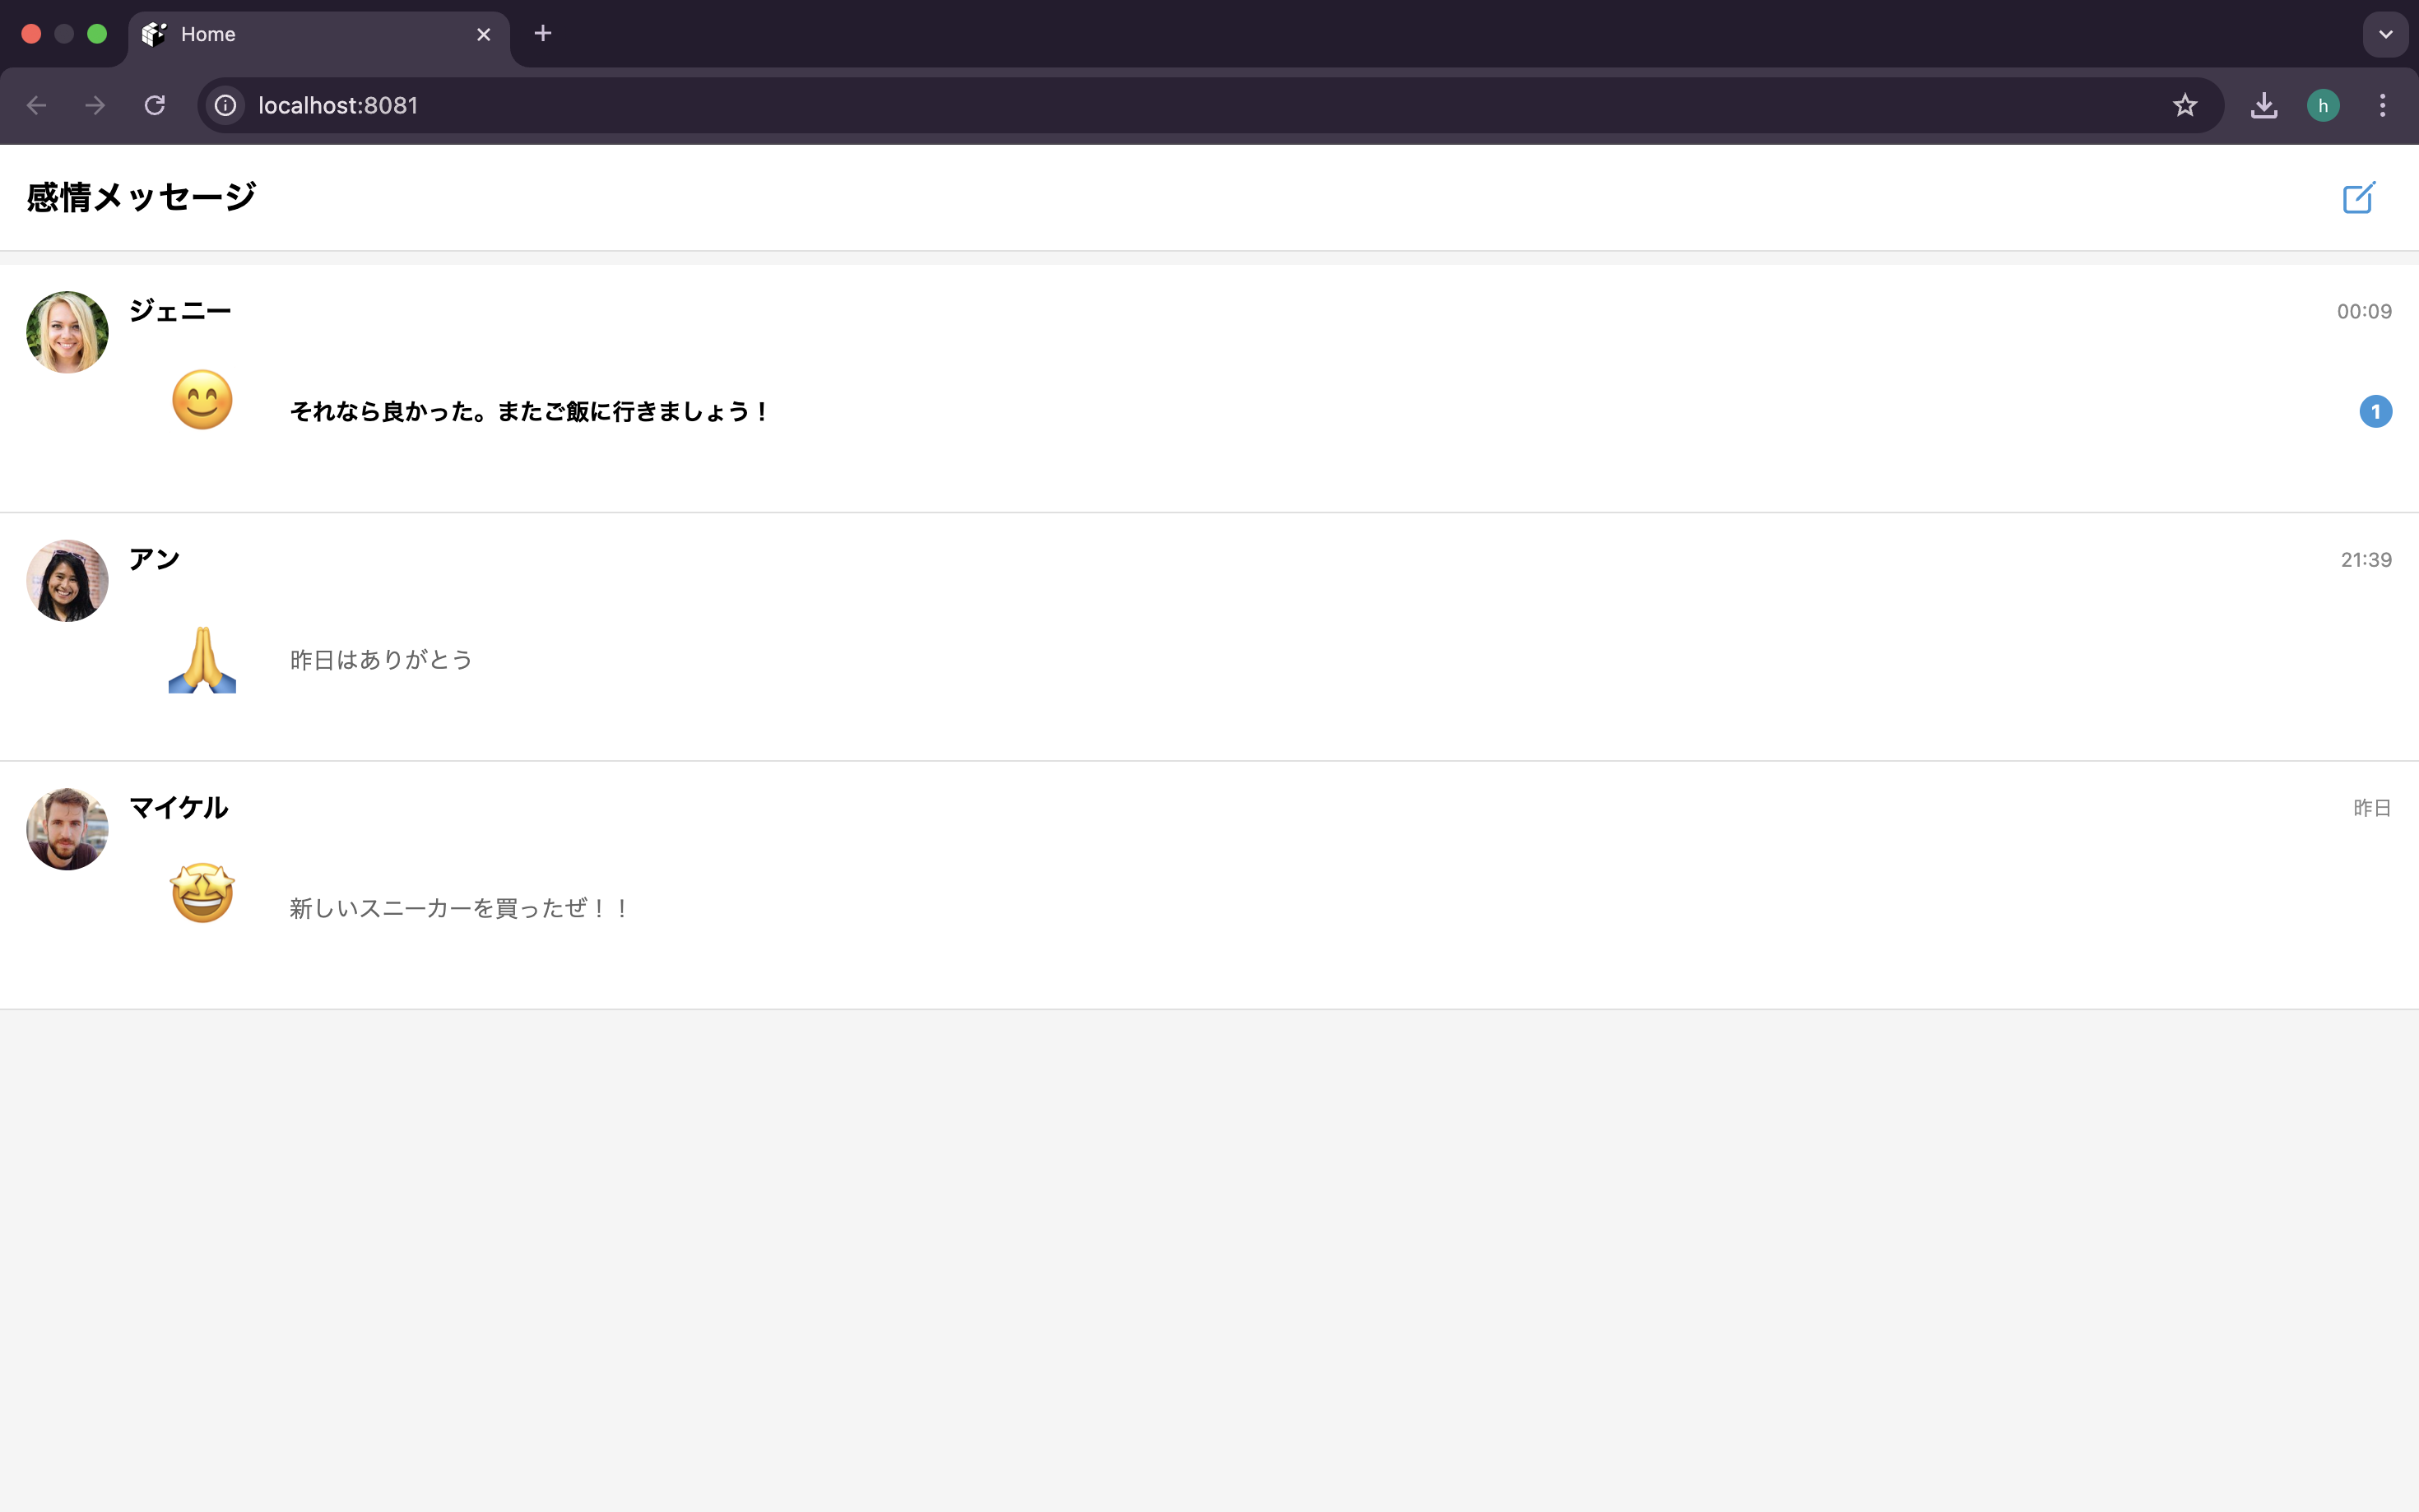 Home
localhost:8081
h
感情メッセージ
ジェニー
00:09
😊 それなら良かった。またご飯に行きましょう！
1
アン
21:39
🙏 昨日はありがとう
マイケル
昨日
🤩 新しいスニーカーを買ったぜ！！